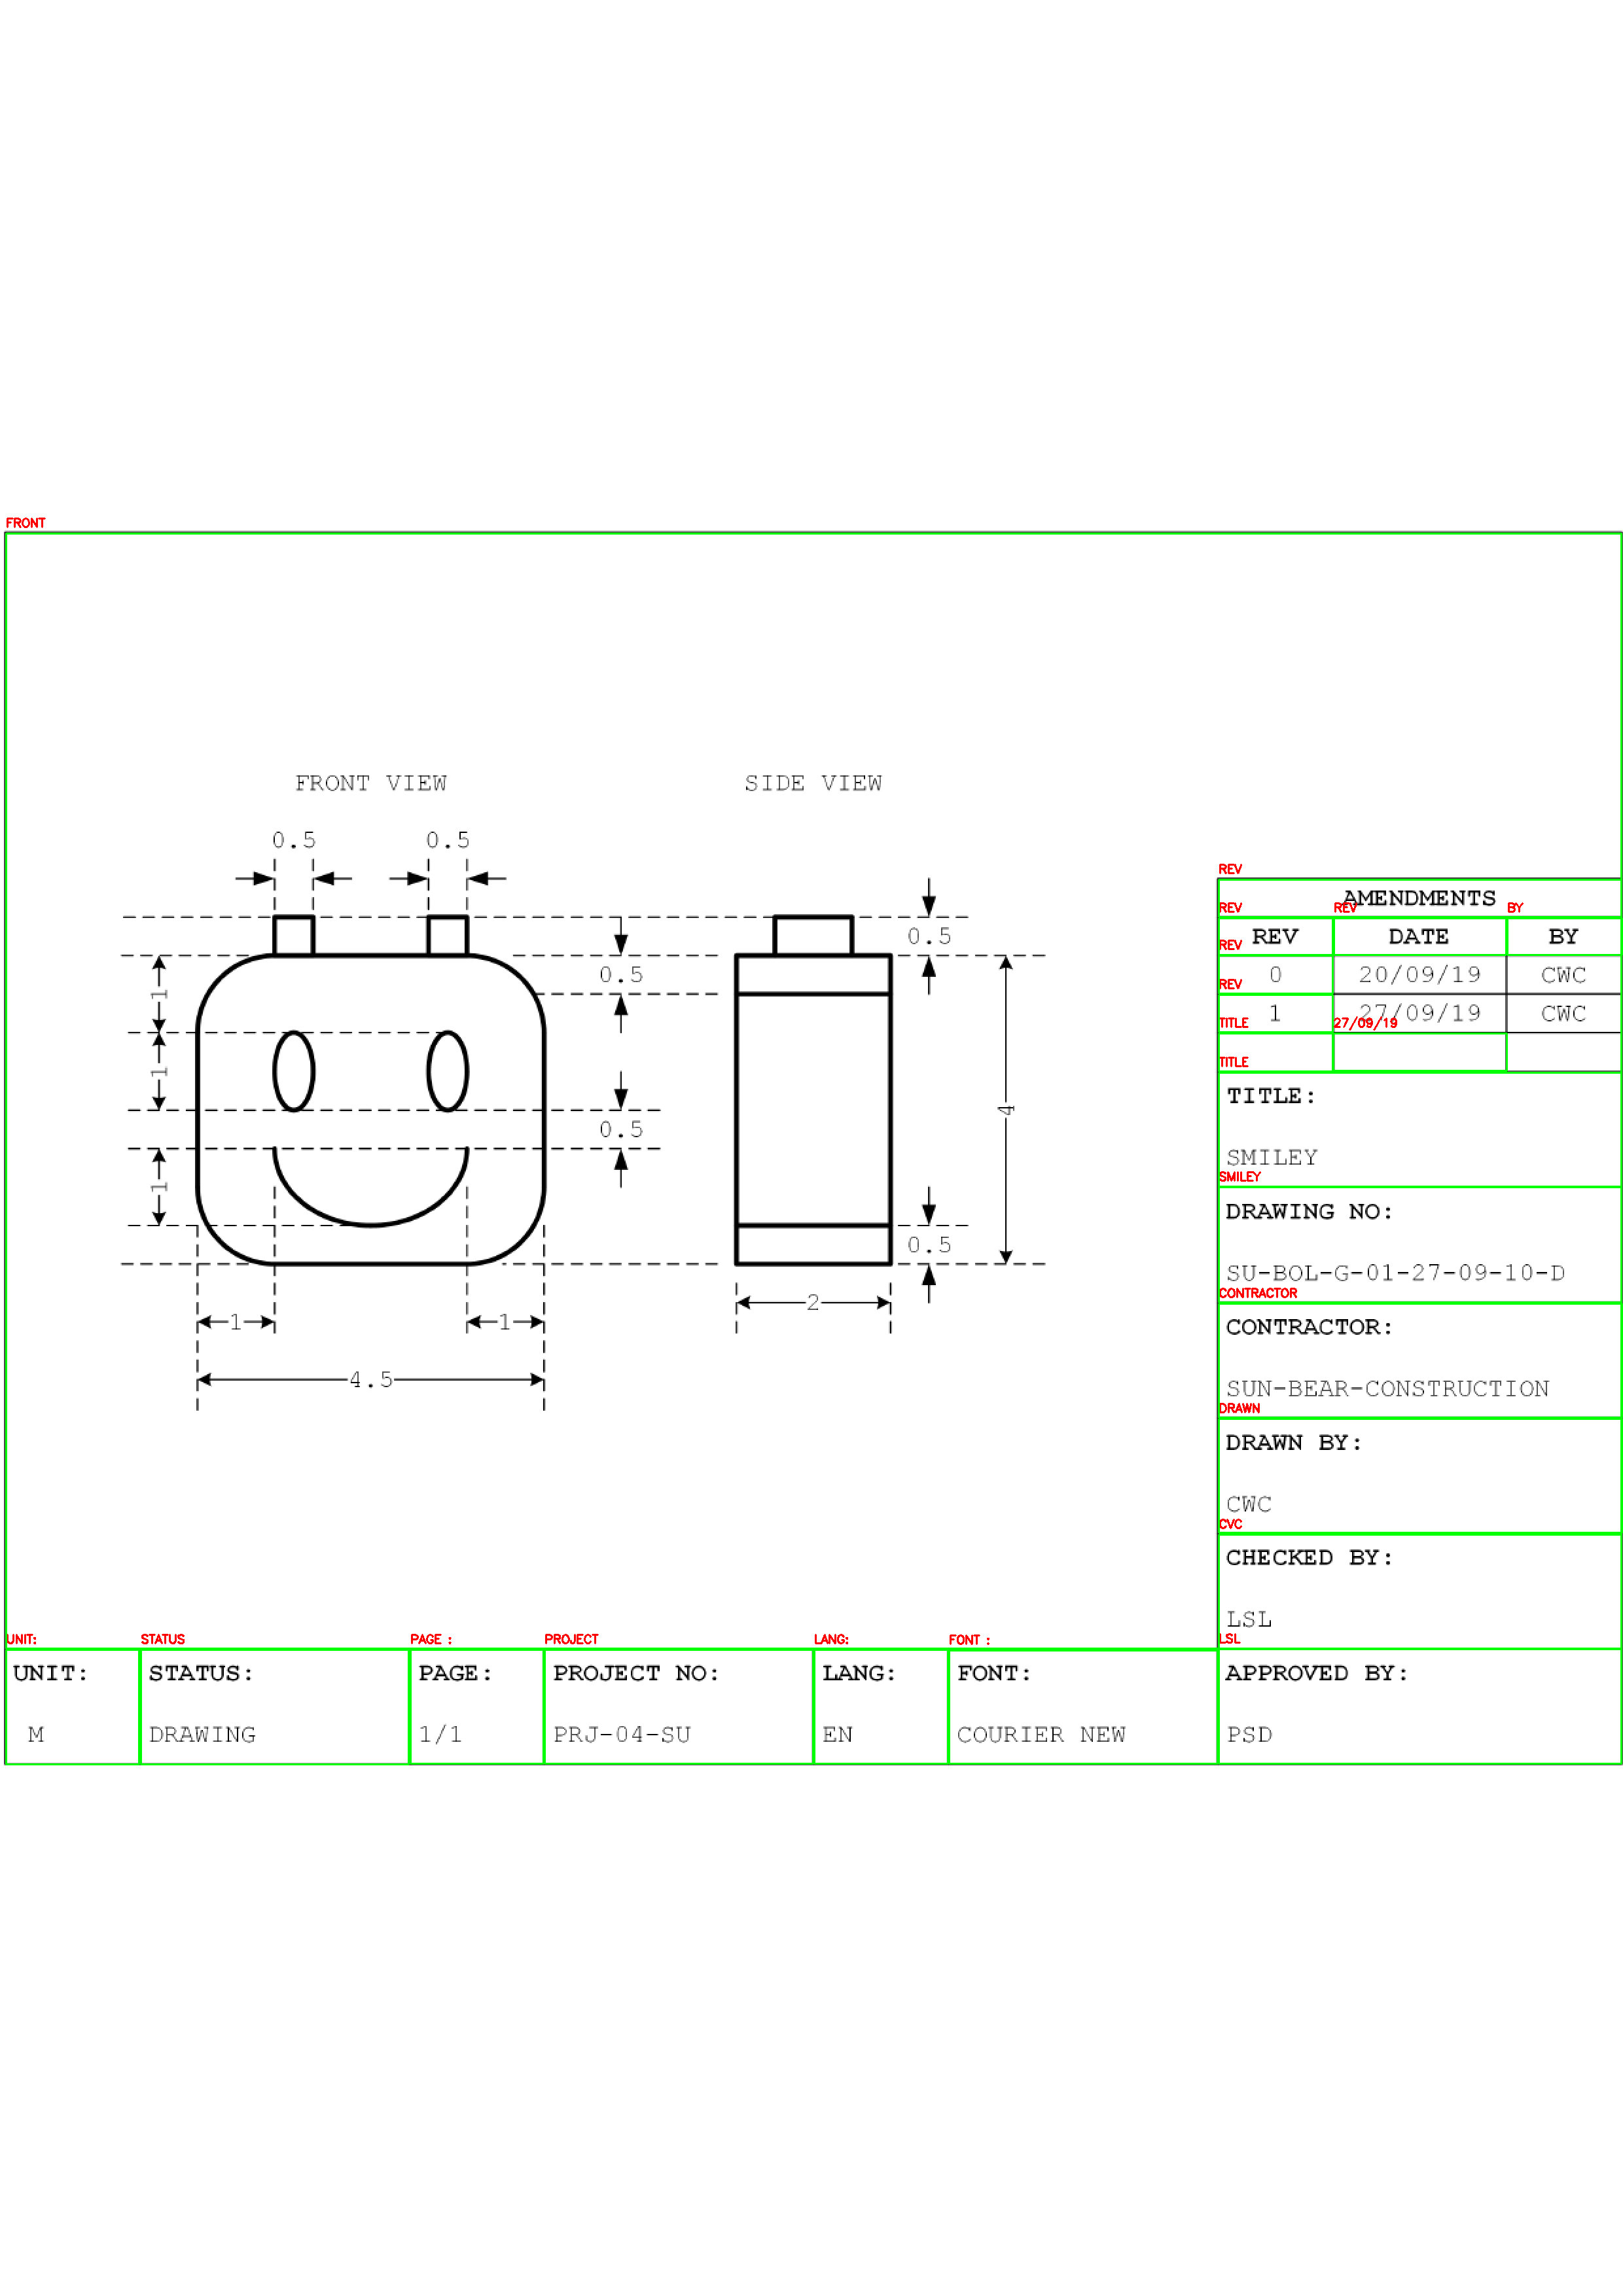 FRONT
FRONT VIEW
SIDE VIEW
0.5
0.5
0.5
0.5
1
1
0.5
4
1
0.5
2
1
1
4.5
REV
AMENDMENTS
REV
REV
BY
REV DATE BY
REV
0 20/09/19 CWC
REV
1 27/09/19 CWC
TITLE
27/09/19
TITLE
TITLE:
SMILEY
SMILEY
DRAWING NO:
SU-BOL-G-01-27-09-10-D
CONTRACTOR
CONTRACTOR:
SUN-BEAR-CONSTRUCTION
DRAWN
DRAWN BY:
CWC
CVC
CHECKED BY:
LSL
LSL
APPROVED BY:
PSD
UNIT:
UNIT:
M
STATUS
STATUS:
DRAWING
PAGE :
PAGE:
1/1
PROJECT
PROJECT NO:
PRJ-04-SU
LANG:
LANG:
EN
FONT :
FONT:
COURIER NEW